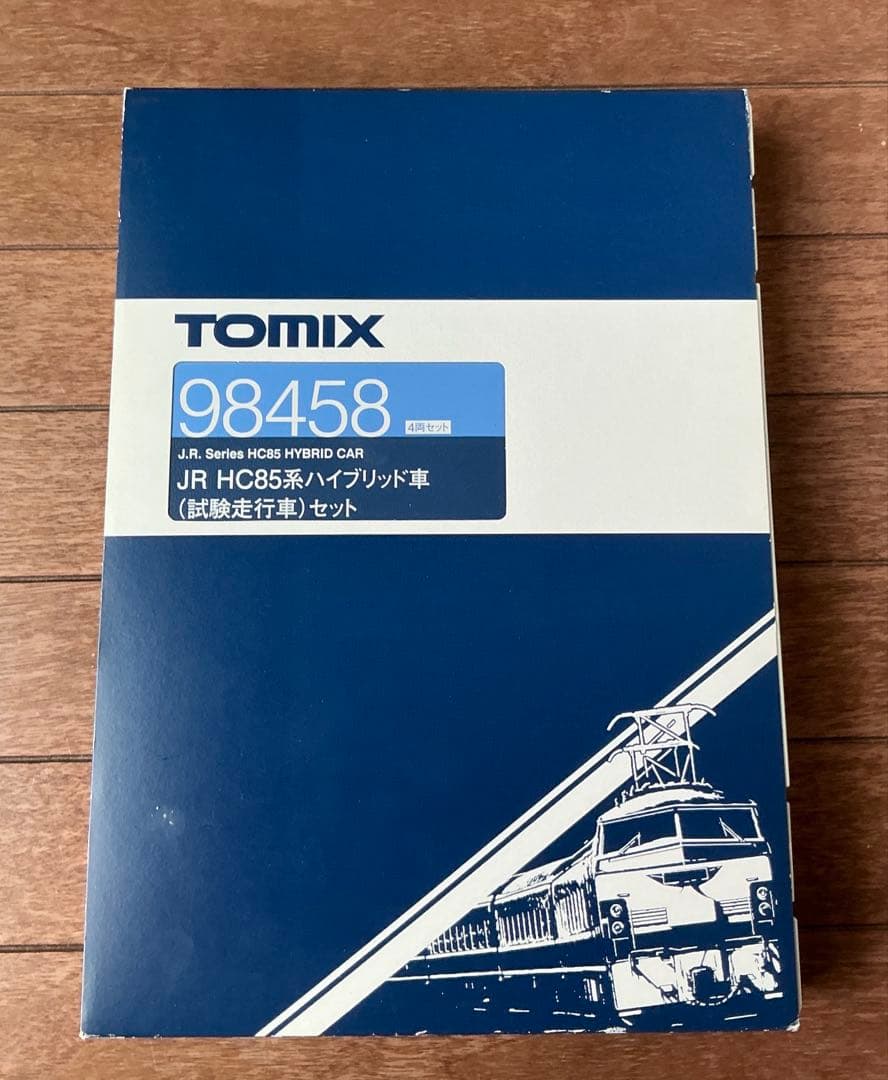 TOMIX
98458 4両セット
J.R. Series HC85 HYBRID CAR
JR HC85系ハイブリッド車
(試験走行車)セット